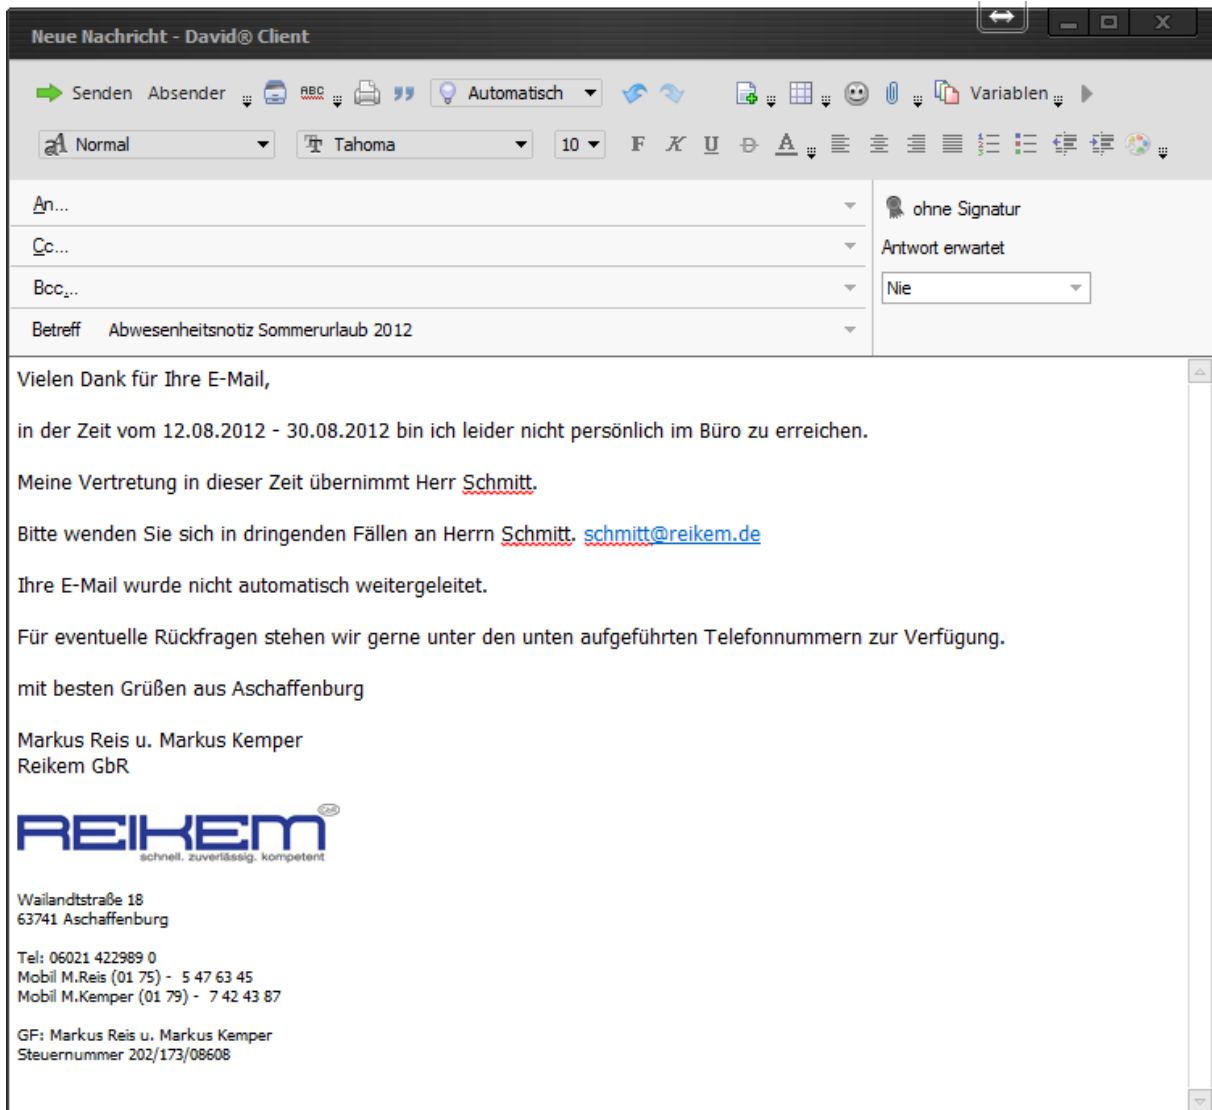 Neue Nachricht - David® Client
Senden Absender ABC Automatisch Variablen
Normal Tahoma 10 F K U D A
An...
ohne Signatur
Cc...
Antwort erwartet
Bcc...
Nie
Betreff Abwesenheitsnotiz Sommerurlaub 2012
Vielen Dank für Ihre E-Mail,
in der Zeit vom 12.08.2012 - 30.08.2012 bin ich leider nicht persönlich im Büro zu erreichen.
Meine Vertretung in dieser Zeit übernimmt Herr Schmitt.
Bitte wenden Sie sich in dringenden Fällen an Herrn Schmitt. schmitt@reikem.de
Ihre E-Mail wurde nicht automatisch weitergeleitet.
Für eventuelle Rückfragen stehen wir gerne unter den unten aufgeführten Telefonnummern zur Verfügung.
mit besten Grüßen aus Aschaffenburg
Markus Reis u. Markus Kemper
Reikem GbR
REIKEM GbR
schnell. zuverlässig. kompetent
Wailandtstraße 18
63741 Aschaffenburg
Tel: 06021 422989 0
Mobil M.Reis (01 75) - 5 47 63 45
Mobil M.Kemper (01 79) - 7 42 43 87
GF: Markus Reis u. Markus Kemper
Steuernummer 202/173/08608